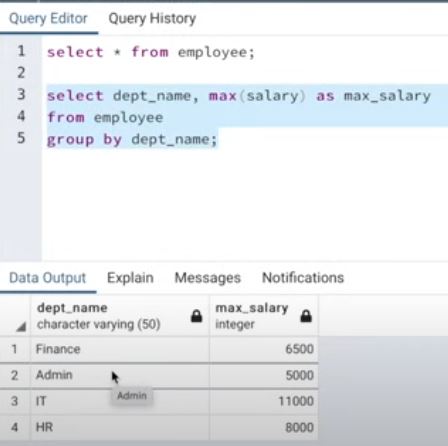 Query Editor Query History
1 select * from employee;
2
3 select dept_name, max(salary) as max_salary
4 from employee
5 group by dept_name;
Data Output Explain Messages Notifications
dept_name max_salary
character varying (50) integer
1 Finance 6500
2 Admin 5000
Admin
3 IT 11000
4 HR 8000